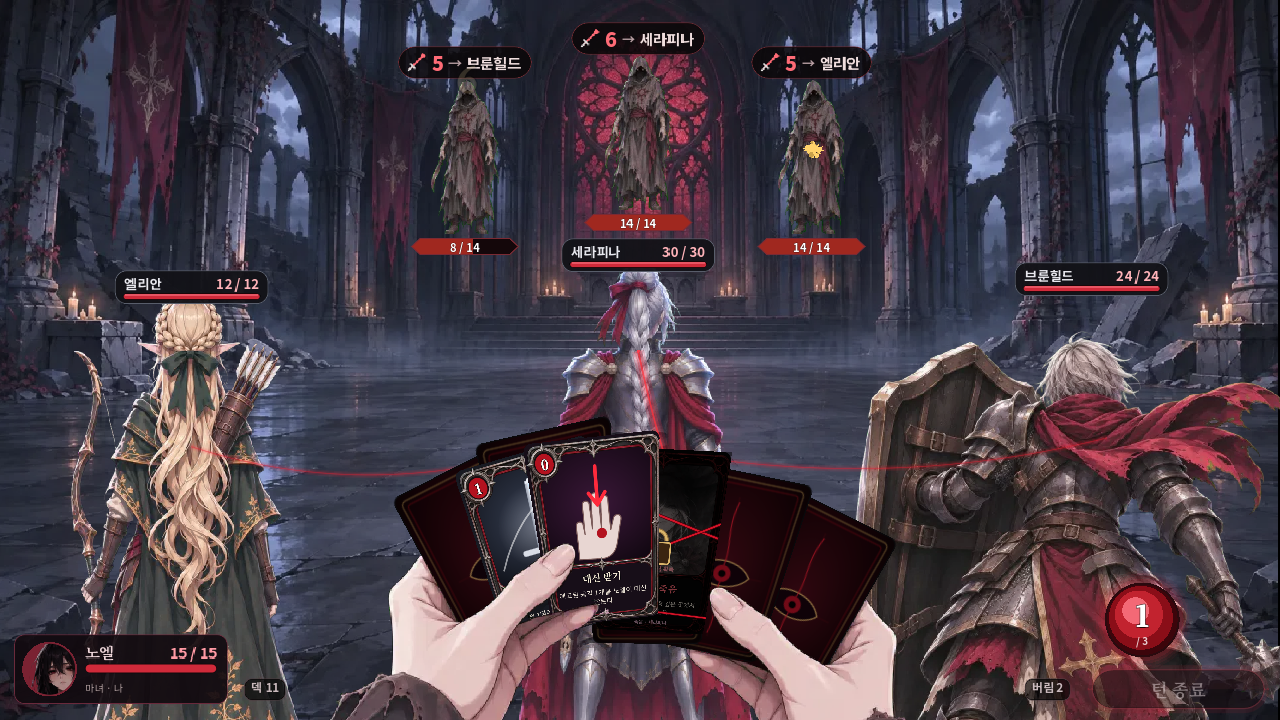 6 → 세라피나
5 → 브룬힐드
5 → 엘리안
14 / 14
8 / 14
14 / 14
세라피나 30 / 30
엘리안 12 / 12
브룬힐드 24 / 24
0
1
대신 받기
노엘 15 / 15
마녀 · 나
덱 11
1
/ 3
버림 2
턴 종료